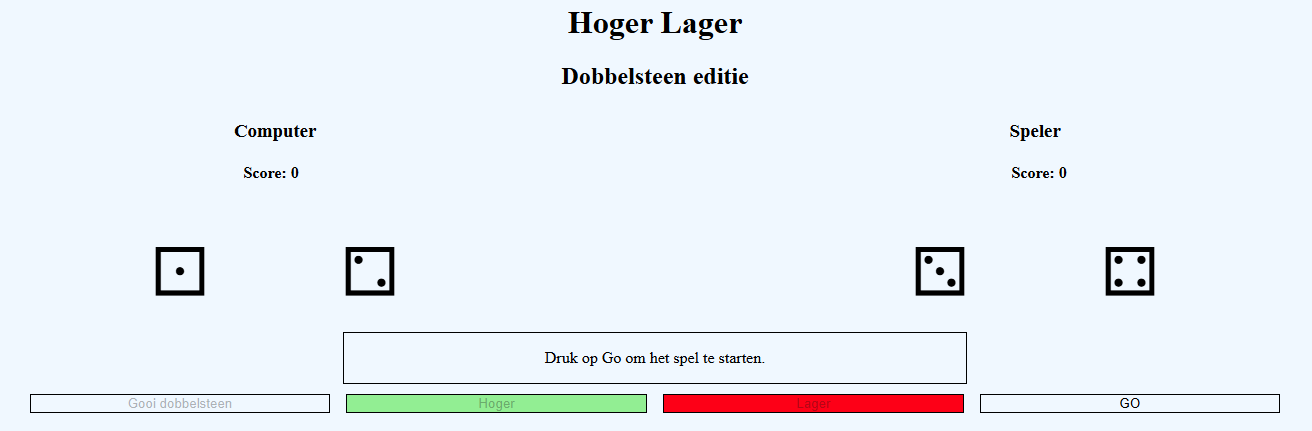 Hoger Lager
Dobbelsteen editie
Computer
Speler
Score: 0
Score: 0
Druk op Go om het spel te starten.
Gooi dobbelsteen
Hoger
Lager
GO